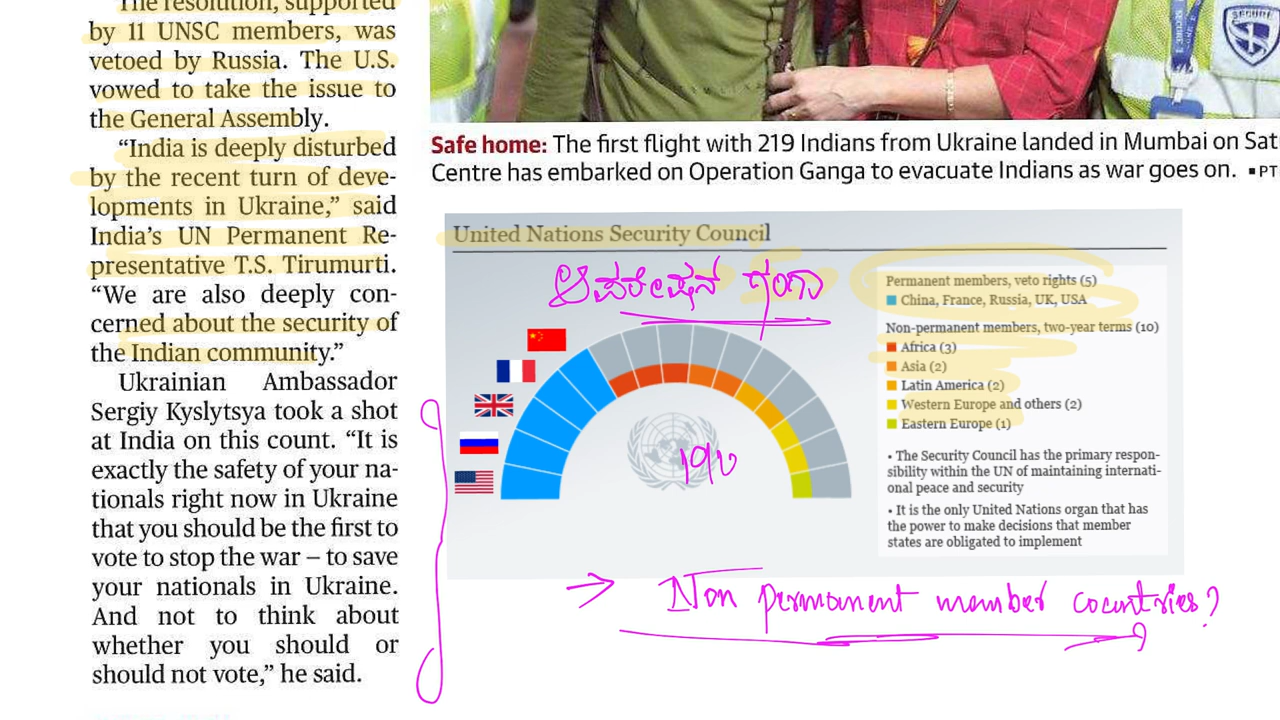 The resolution, supported
by 11 UNSC members, was
vetoed by Russia. The U.S.
vowed to take the issue to
the General Assembly.
“India is deeply disturbed
by the recent turn of deve-
lopments in Ukraine,” said
India’s UN Permanent Re-
presentative T.S. Tirumurti.
“We are also deeply con-
cerned about the security of
the Indian community.”
Ukrainian Ambassador
Sergiy Kyslytsya took a shot
at India on this count. “It is
exactly the safety of your na-
tionals right now in Ukraine
that you should be the first to
vote to stop the war – to save
your nationals in Ukraine.
And not to think about
whether you should or
should not vote,” he said.
SECURE
Safe home: The first flight with 219 Indians from Ukraine landed in Mumbai on
Centre has embarked on Operation Ganga to evacuate Indians as war goes on.
United Nations Security Council
ಆಪರೇಷನ್ ಗಂಗಾ
Permanent members, veto rights (5)
China, France, Russia, UK, USA
Non-permanent members, two-year terms (10)
Africa (3)
Asia (2)
Latin America (2)
Western Europe and others (2)
Eastern Europe (1)
• The Security Council has the primary respon-
sibility within the UN of maintaining internati-
onal peace and security
• It is the only United Nations organ that has
the power to make decisions that member
states are obligated to implement
→ Non permanent member countries?